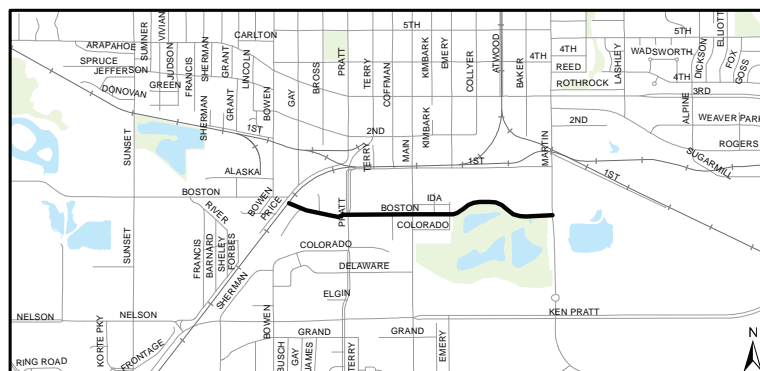 5TH
SUMNER
VIVIAN
CARLTON
ARAPAHOE
SPRUCE
JEFFERSON
JUDSON
GREEN
FRANCIS
SHERMAN
GRANT
LINCOLN
DONOVAN
SHERMAN
GRANT
BOWEN
GAY
BROSS
PRATT
TERRY
COFFMAN
KIMBARK
EMERY
COLLYER
ATWOOD
BAKER
4TH
4TH
REED
ROTHROCK
LASHLEY
WADSWORTH
5TH
ELLIOTT
DICKSON
FOX
GOSS
4TH
3RD
ALPINE
WEAVER PARK
ROGERS
SUGARMILL
2ND
1ST
SUNSET
1ST
2ND
TERRY
MAIN
KIMBARK
1ST
MARTIN
ALASKA
BOSTON
BOWEN
PRICE
RIVER
PRATT
BOSTON
IDA
COLORADO
SUNSET
FRANCIS
BARNARD
SHELEY
FORBES
COLORADO
DELAWARE
SHERMAN
ELGIN
KEN PRATT
NELSON
NELSON
KORTE PKY
FRONTAGE
RING ROAD
BOWEN
GRAND
GRAND
BUSCH
GAY
JAMES
TERRY
EMERY
N